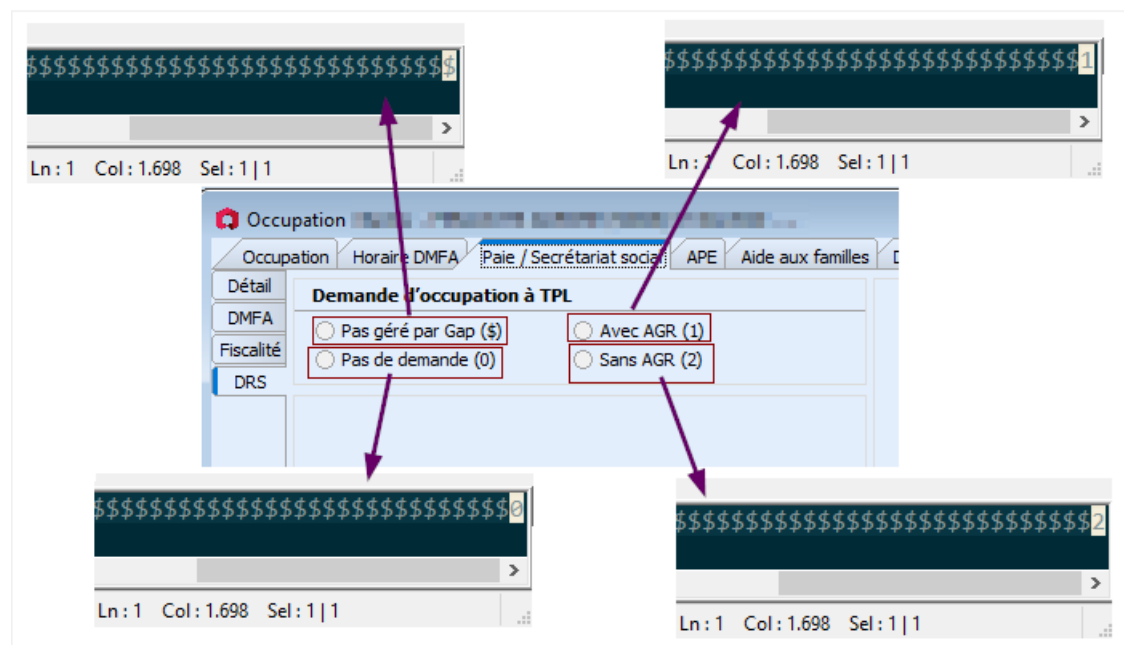 $$$$$$$$$$$$$$$$$$$$$$$$$$$$$$
Ln : 1 Col : 1.698 Sel : 1 | 1
$$$$$$$$$$$$$$$$$$$$$$$$$$$$$1
Ln : 1 Col : 1.698 Sel : 1 | 1
Occupation
Occupation Horaire DMFA Paie / Secrétariat social APE Aide aux familles
Détail
DMFA
Fiscalité
DRS
Demande d'occupation à TPL
Pas géré par Gap ($) Avec AGR (1)
Pas de demande (0) Sans AGR (2)
$$$$$$$$$$$$$$$$$$$$$$$$$$$$$0
Ln : 1 Col : 1.698 Sel : 1 | 1
$$$$$$$$$$$$$$$$$$$$$$$$$$$$$2
Ln : 1 Col : 1.698 Sel : 1 | 1